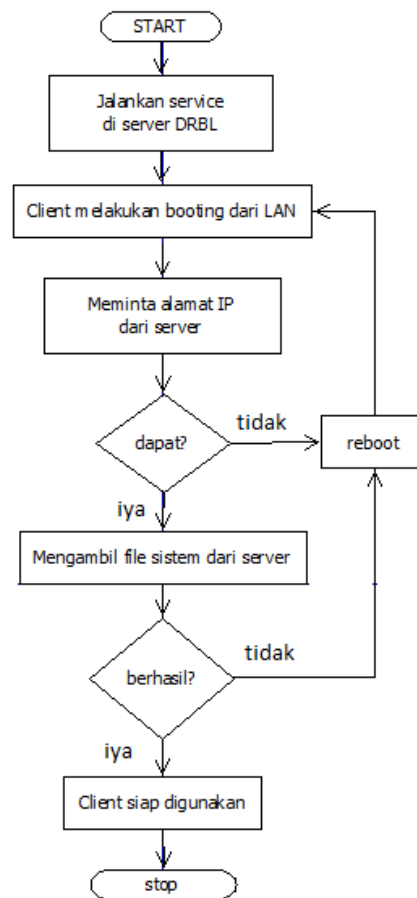 START
Jalankan service
di server DRBL
Client melakukan booting dari LAN
Meminta alamat IP
dari server
dapat?
tidak
reboot
iya
Mengambil file sistem dari server
berhasil?
tidak
iya
Client siap digunakan
stop